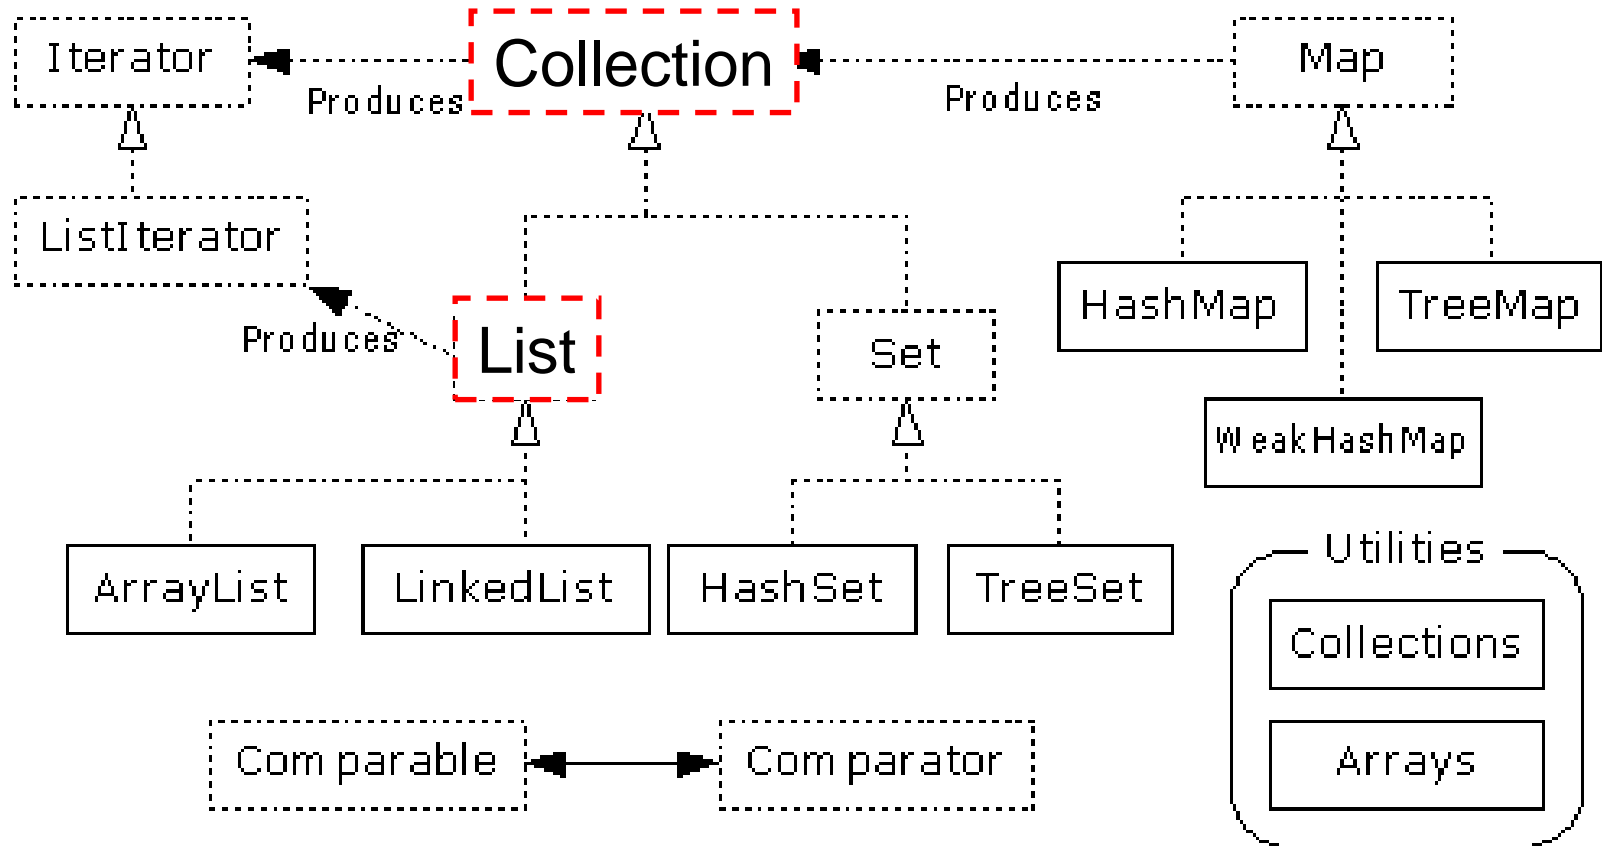 Iterator
Collection
Map
Produces
Produces
ListIterator
HashMap
TreeMap
Produces
List
Set
WeakHashMap
Utilities
ArrayList
LinkedList
HashSet
TreeSet
Collections
Comparable
Comparator
Arrays